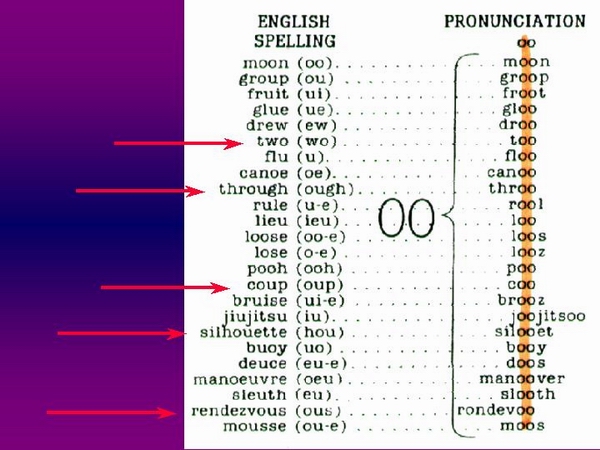 ENGLISH SPELLING PRONUNCIATION
oo
moon (oo) moon
group (ou) groop
fruit (ui) froot
glue (ue) gloo
drew (ew) droo
two (wo) too
flu (u) floo
canoe (oe) canoo
through (ough) throo
rule (u-e) rool
lieu (ieu) loo
loose (oo-e) loos
lose (o-e) looz
pooh (ooh) poo
coup (oup) coo
bruise (ui-e) brooz
jiujitsu (iu) joojitsoo
silhouette (hou) silooet
buoy (uo) booy
deuce (eu-e) doos
manoeuvre (oeu) manoover
sleuth (eu) slooth
rendezvous (ous) rondevoo
mousse (ou-e) moos
OO